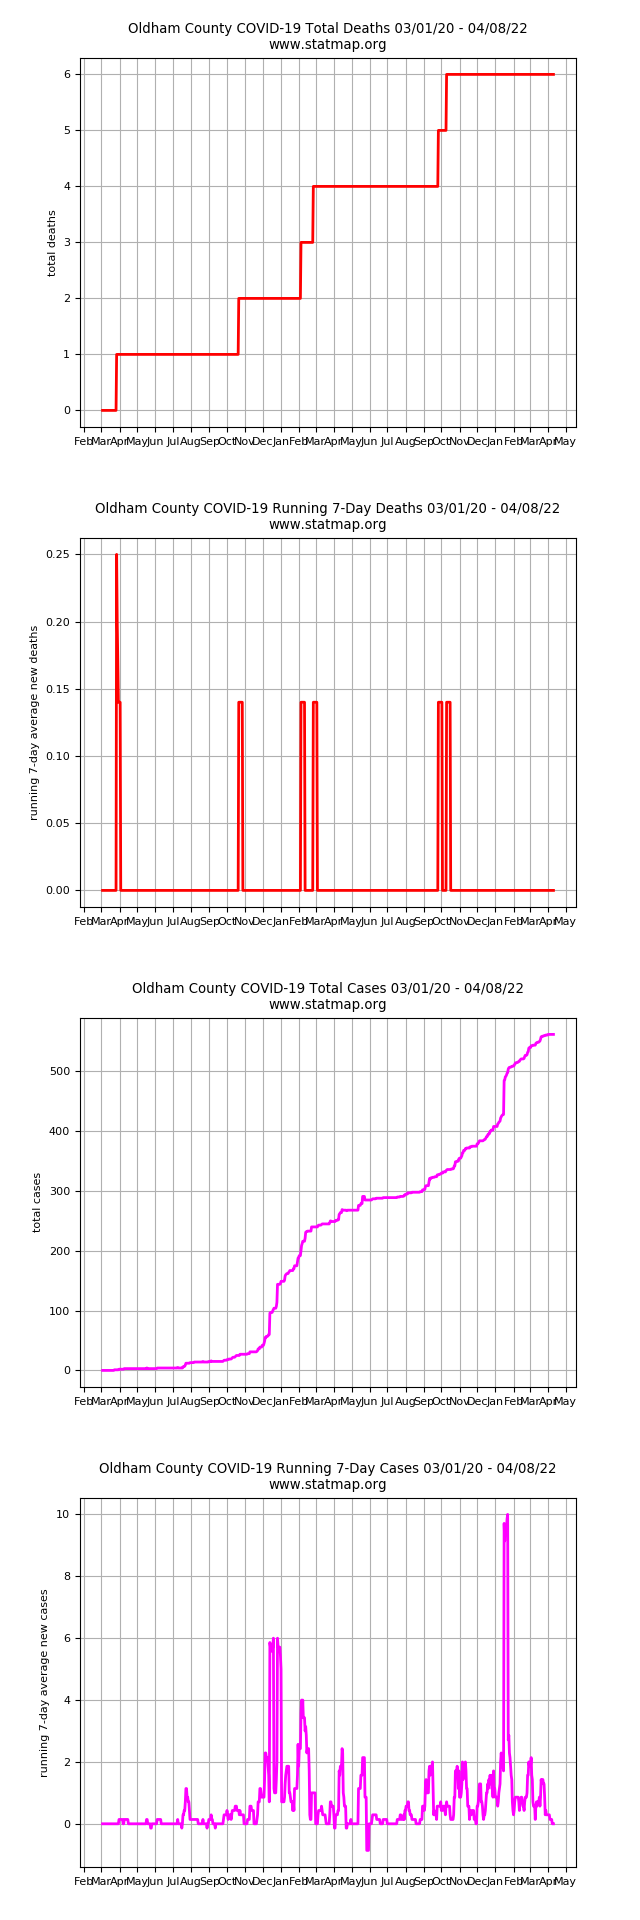 Oldham County COVID-19 Total Deaths 03/01/20 - 04/08/22
www.statmap.org
6
5
4
3
2
1
0
total deaths
Feb Mar Apr May Jun Jul Aug Sep Oct Nov Dec Jan Feb Mar Apr May Jun Jul Aug Sep Oct Nov Dec Jan Feb Mar Apr May
Oldham County COVID-19 Running 7-Day Deaths 03/01/20 - 04/08/22
www.statmap.org
0.25
0.20
0.15
0.10
0.05
0.00
running 7-day average new deaths
Feb Mar Apr May Jun Jul Aug Sep Oct Nov Dec Jan Feb Mar Apr May Jun Jul Aug Sep Oct Nov Dec Jan Feb Mar Apr May
Oldham County COVID-19 Total Cases 03/01/20 - 04/08/22
www.statmap.org
500
400
300
200
100
0
total cases
Feb Mar Apr May Jun Jul Aug Sep Oct Nov Dec Jan Feb Mar Apr May Jun Jul Aug Sep Oct Nov Dec Jan Feb Mar Apr May
Oldham County COVID-19 Running 7-Day Cases 03/01/20 - 04/08/22
www.statmap.org
10
8
6
4
2
0
running 7-day average new cases
Feb Mar Apr May Jun Jul Aug Sep Oct Nov Dec Jan Feb Mar Apr May Jun Jul Aug Sep Oct Nov Dec Jan Feb Mar Apr May